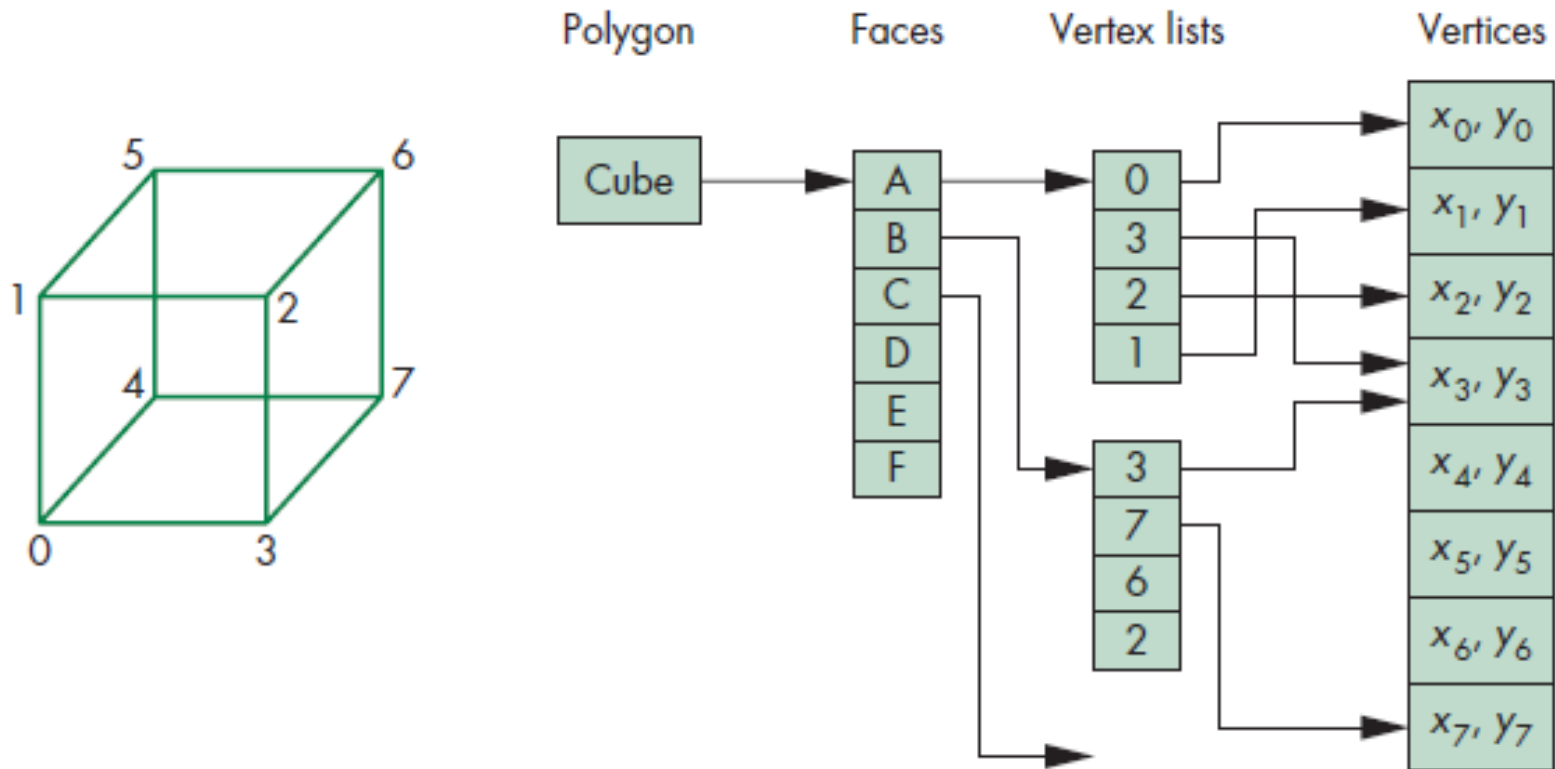 Polygon Faces Vertex lists Vertices
5 6
1 2
4 7
0 3
Cube
A
B
C
D
E
F
0
3
2
1
3
7
6
2
x0, y0
x1, y1
x2, y2
x3, y3
x4, y4
x5, y5
x6, y6
x7, y7